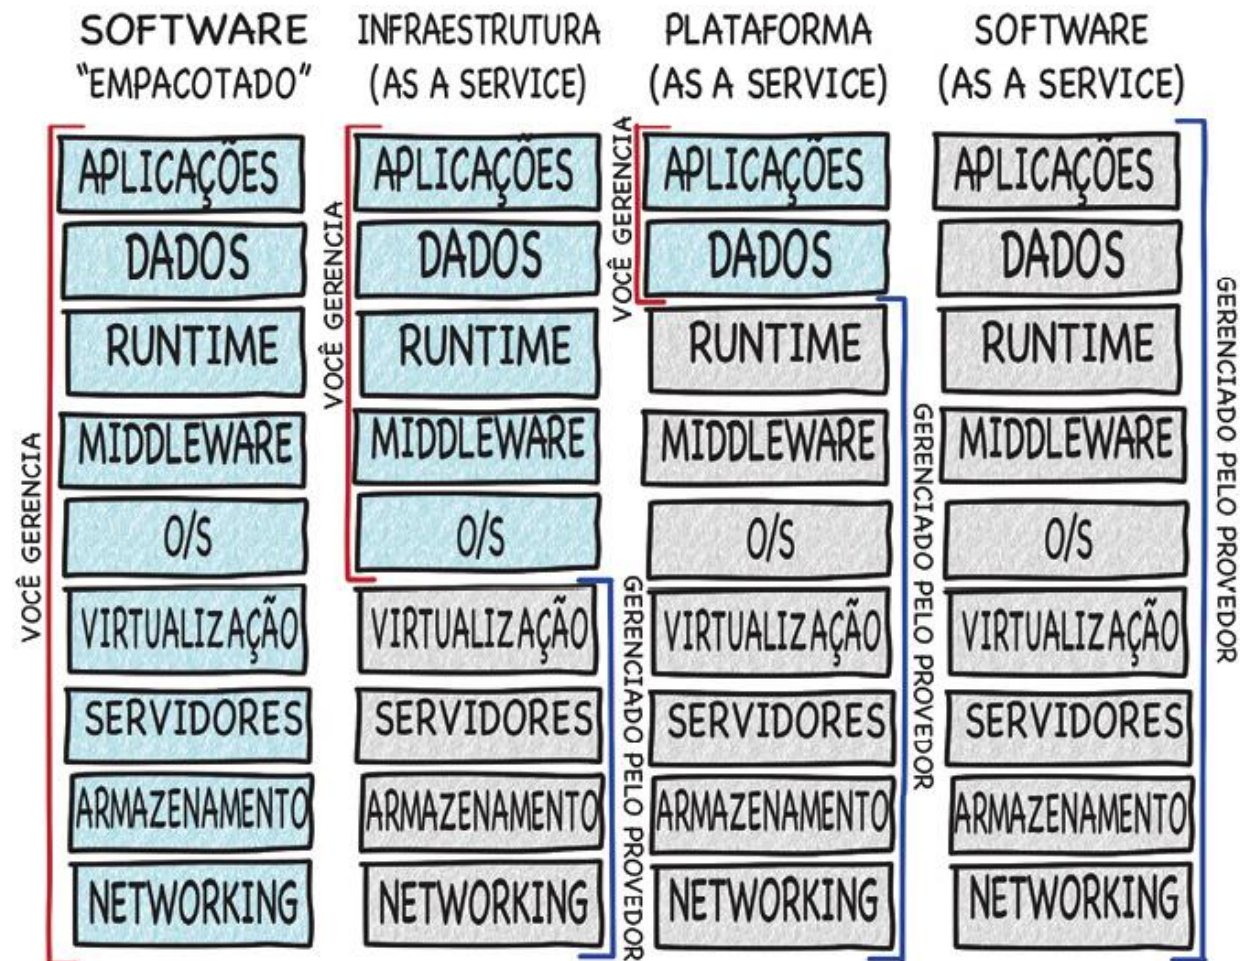 SOFTWARE
"EMPACOTADO"
APLICAÇÕES
DADOS
RUNTIME
MIDDLEWARE
O/S
VIRTUALIZAÇÃO
SERVIDORES
ARMAZENAMENTO
NETWORKING
VOCÊ GERENCIA
INFRAESTRUTURA
(AS A SERVICE)
APLICAÇÕES
DADOS
RUNTIME
MIDDLEWARE
O/S
VIRTUALIZAÇÃO
SERVIDORES
ARMAZENAMENTO
NETWORKING
VOCÊ GERENCIA
GERENCIADO PELO PROVEDOR
PLATAFORMA
(AS A SERVICE)
APLICAÇÕES
DADOS
RUNTIME
MIDDLEWARE
O/S
VIRTUALIZAÇÃO
SERVIDORES
ARMAZENAMENTO
NETWORKING
VOCÊ GERENCIA
GERENCIADO PELO PROVEDOR
SOFTWARE
(AS A SERVICE)
APLICAÇÕES
DADOS
RUNTIME
MIDDLEWARE
O/S
VIRTUALIZAÇÃO
SERVIDORES
ARMAZENAMENTO
NETWORKING
GERENCIADO PELO PROVEDOR